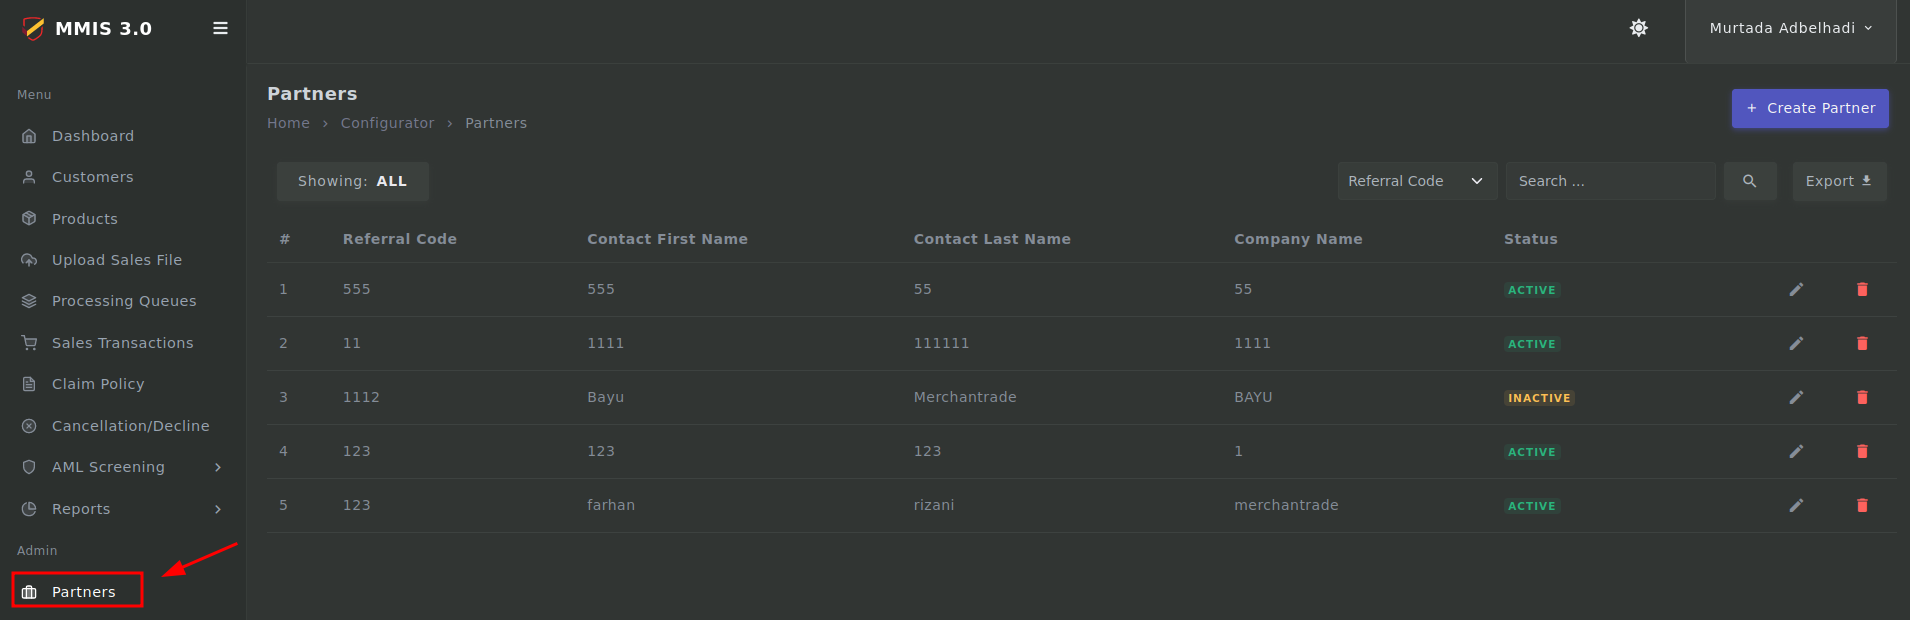 MMIS 3.0
Murtada Adbelhadi
Menu
Dashboard
Customers
Products
Upload Sales File
Processing Queues
Sales Transactions
Claim Policy
Cancellation/Decline
AML Screening
Reports
Admin
Partners
Partners
Home › Configurator › Partners
+ Create Partner
Showing: ALL
Referral Code
Search ...
Export
# Referral Code Contact First Name Contact Last Name Company Name Status
1 555 555 55 55 ACTIVE
2 11 1111 111111 1111 ACTIVE
3 1112 Bayu Merchantrade BAYU INACTIVE
4 123 123 123 1 ACTIVE
5 123 farhan rizani merchantrade ACTIVE